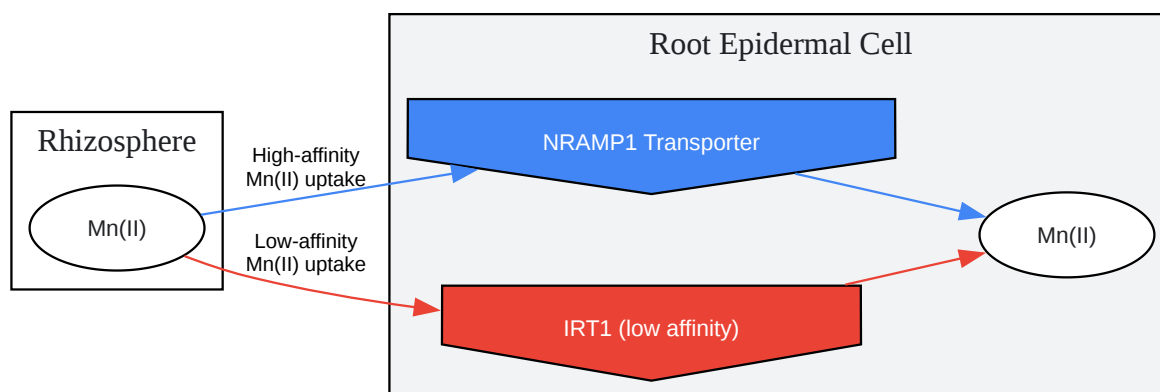 Root Epidermal Cell
Rhizosphere
Mn(II)
High-affinity
Mn(II) uptake
Low-affinity
Mn(II) uptake
NRAMP1 Transporter
IRT1 (low affinity)
Mn(II)